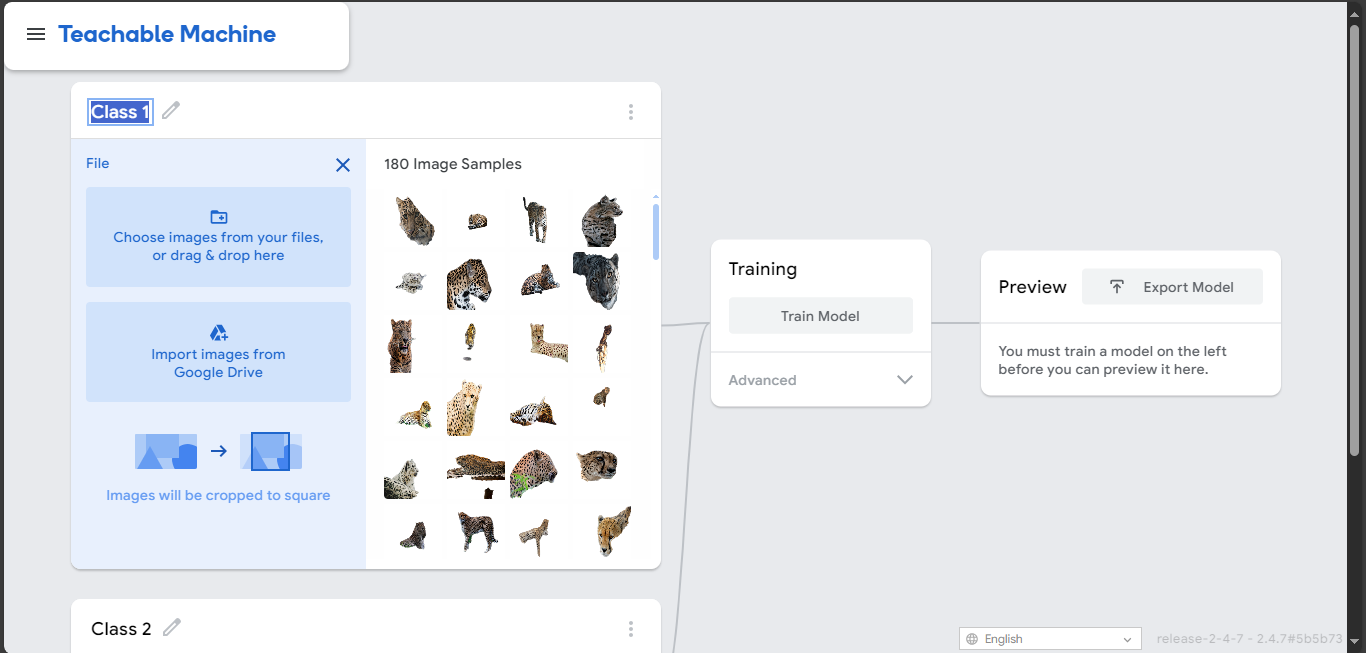 Teachable Machine
Class 1
File
180 Image Samples
Choose images from your files,
or drag & drop here
Import images from
Google Drive
Images will be cropped to square
Training
Train Model
Advanced
Preview
Export Model
You must train a model on the left
before you can preview it here.
Class 2
English
release-2-4-7 - 2.4.7#5b5b73